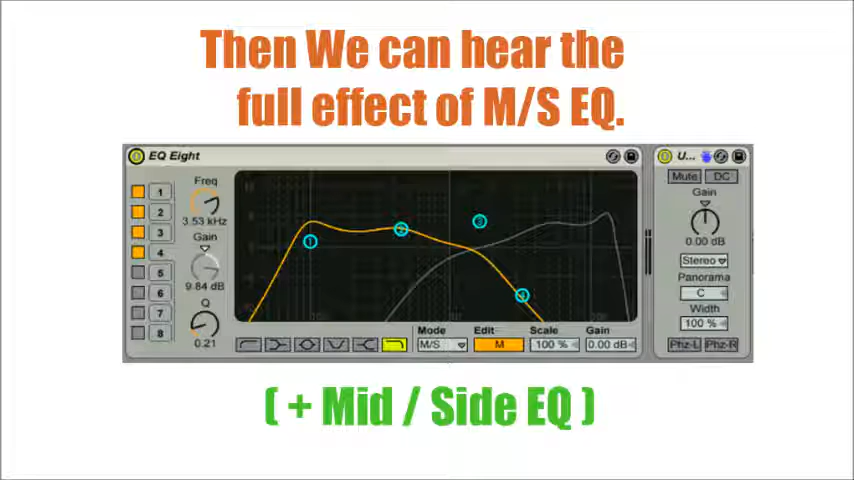 Then We can hear the
full effect of M/S EQ.
EQ Eight
U...
1
2
3
4
5
6
7
8
Freq
3.53 kHz
Gain
9.84 dB
Q
0.21
Mode
Edit
Scale
Gain
M/S
M
100 %
0.00 dB
Mute
DC
Gain
0.00 dB
Stereo
Panorama
C
Width
100 %
Phz-L
Phz-R
( + Mid / Side EQ )